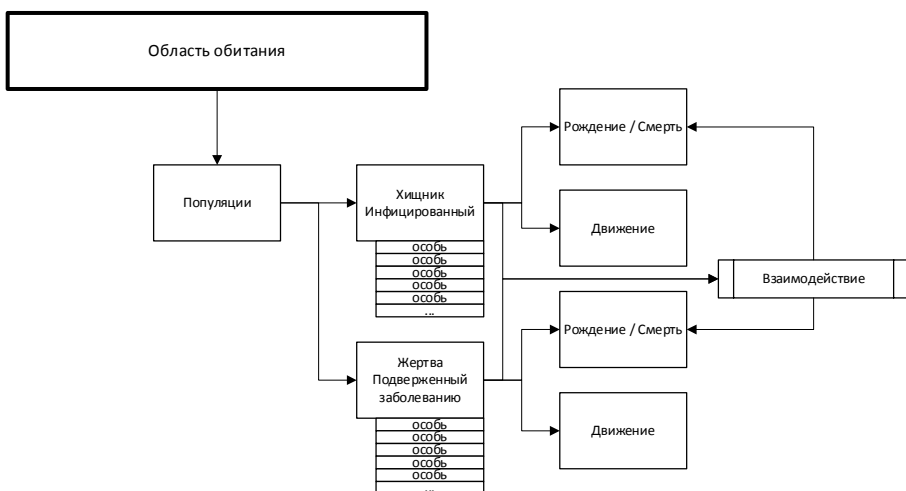 Область обитания
Рождение / Смерть
Популяции
Хищник
Инфицированный
Движение
особь
особь
особь
особь
особь
...
Взаимодействие
Рождение / Смерть
Жертва
Подверженный
заболеванию
Движение
особь
особь
особь
особь
особь
...